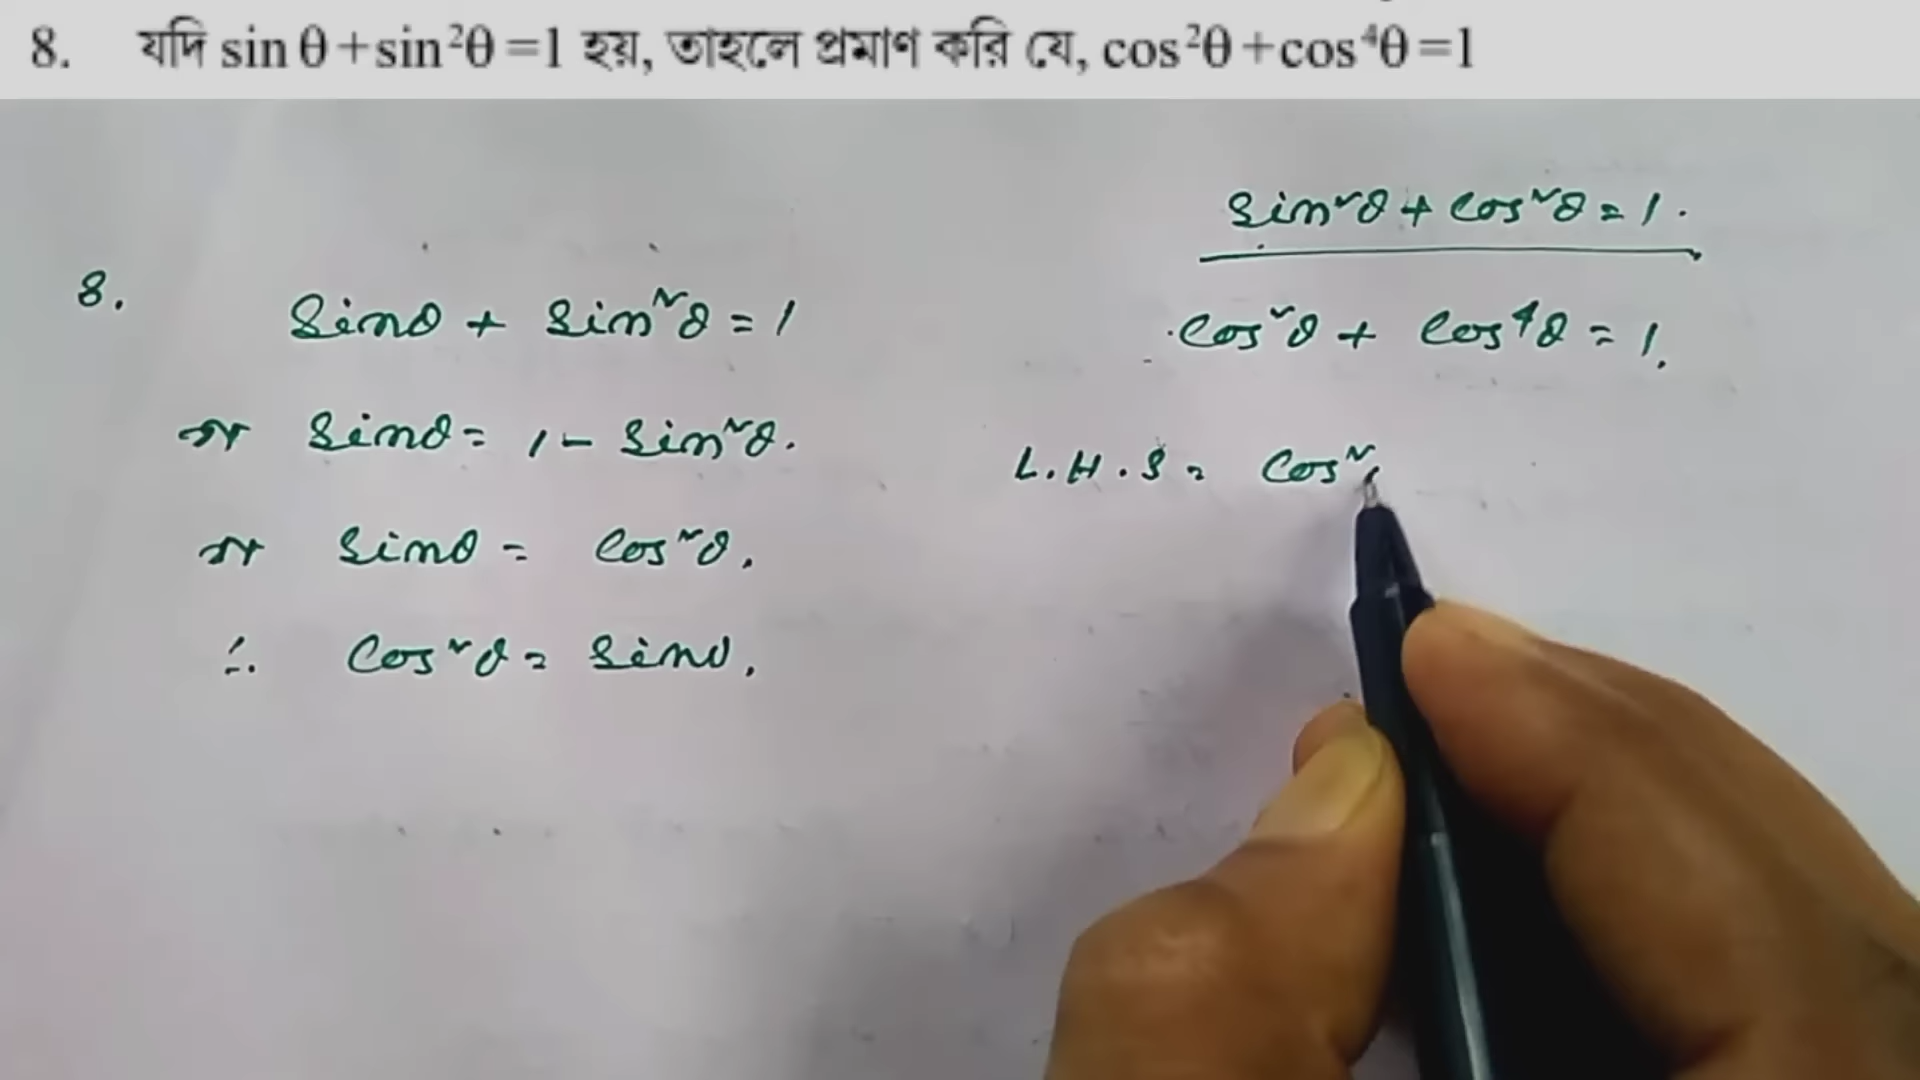 8. যদি sin θ+sin²θ =1 হয়, তাহলে প্রমাণ করি যে, cos²θ+cos⁴θ=1
sin²θ + cos²θ = 1.
8. sinθ + sin²θ = 1
cos²θ + cos⁴θ = 1.
বা sinθ = 1 - sin²θ.
L.H.S = cos²
বা sinθ = cos²θ.
∴ cos²θ = sinθ.